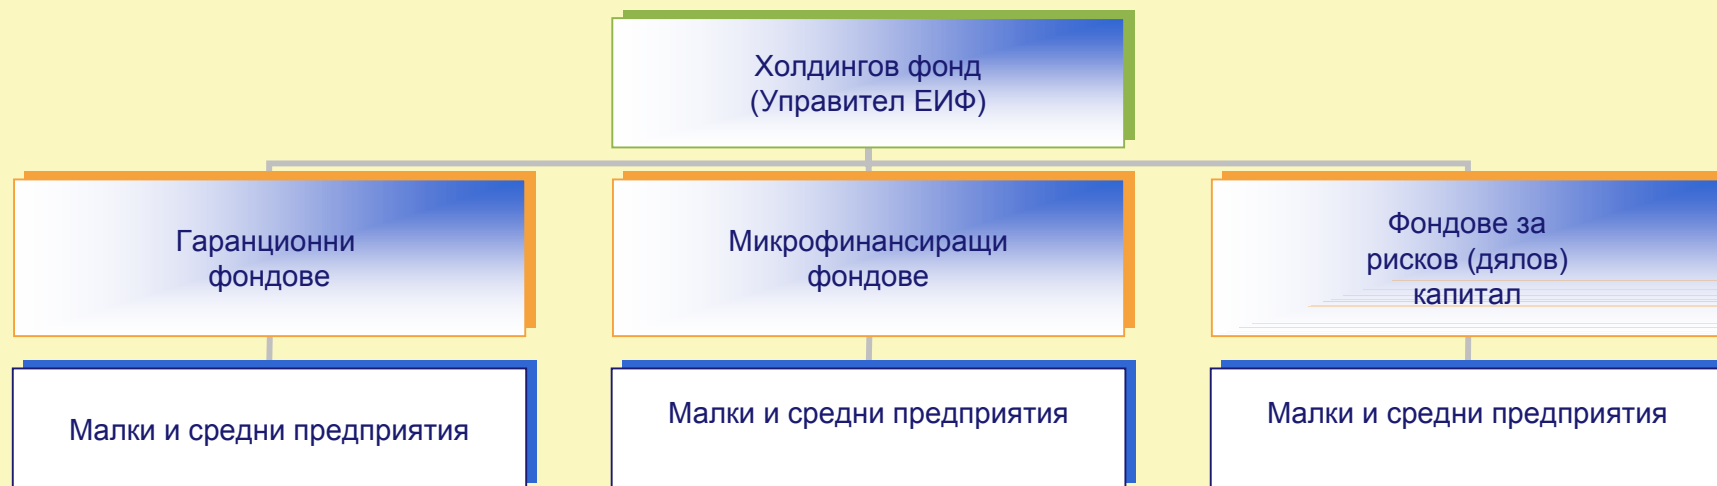 Холдингов фонд
(Управител ЕИФ)
Гаранционни
фондове
Микрофинансиращи
фондове
Фондове за
рисков (дялов)
капитал
Малки и средни предприятия
Малки и средни предприятия
Малки и средни предприятия